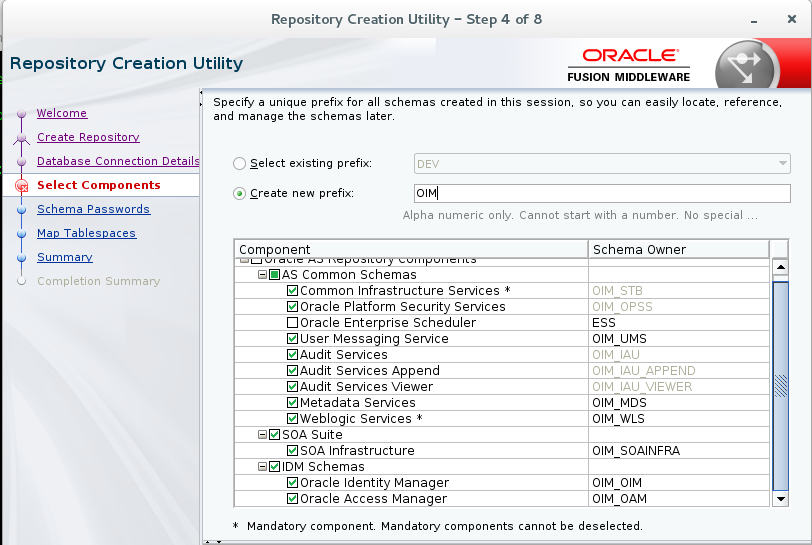 Repository Creation Utility – Step 4 of 8
Repository Creation Utility
ORACLE
FUSION MIDDLEWARE
Welcome
Create Repository
Database Connection Details
Select Components
Schema Passwords
Map Tablespaces
Summary
Completion Summary
Specify a unique prefix for all schemas created in this session, so you can easily locate, reference,
and manage the schemas later.
Select existing prefix: DEV
Create new prefix: OIM
Alpha numeric only. Cannot start with a number. No special ...
Component Schema Owner
Oracle AS Repository Components
AS Common Schemas
Common Infrastructure Services * OIM_STB
Oracle Platform Security Services OIM_OPSS
Oracle Enterprise Scheduler ESS
User Messaging Service OIM_UMS
Audit Services OIM_IAU
Audit Services Append OIM_IAU_APPEND
Audit Services Viewer OIM_IAU_VIEWER
Metadata Services OIM_MDS
Weblogic Services * OIM_WLS
SOA Suite
SOA Infrastructure OIM_SOAINFRA
IDM Schemas
Oracle Identity Manager OIM_OIM
Oracle Access Manager OIM_OAM
* Mandatory component. Mandatory components cannot be deselected.